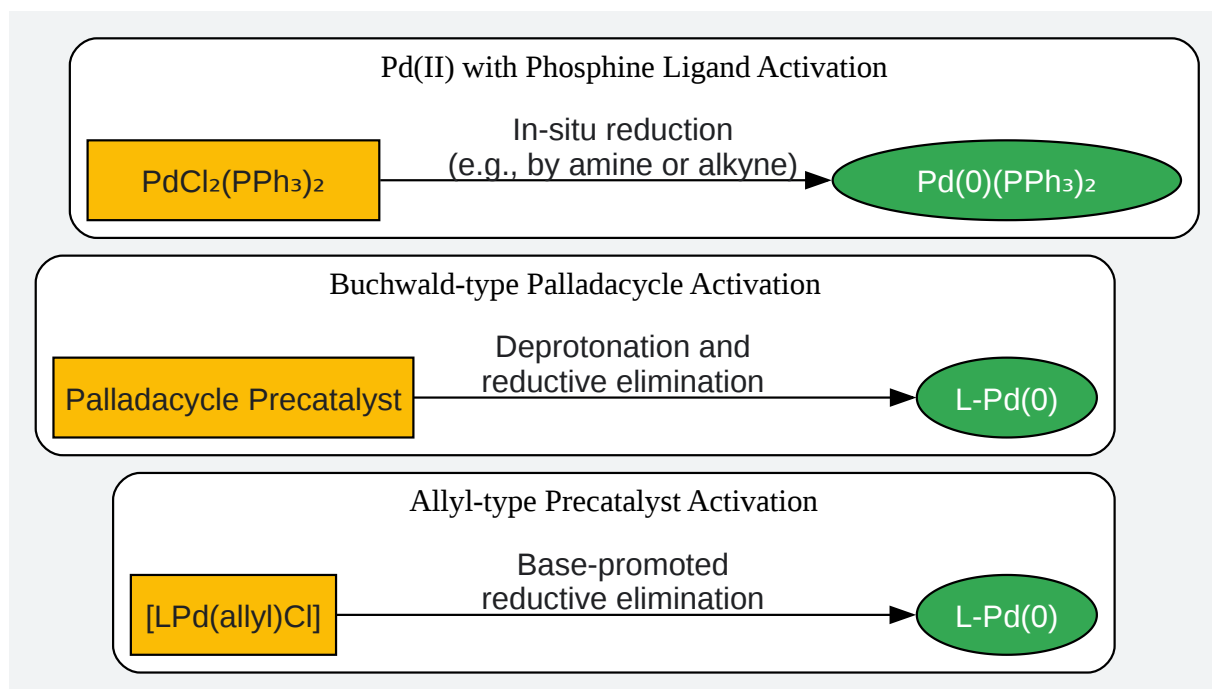 Pd(II) with Phosphine Ligand Activation
In-situ reduction
(e.g., by amine or alkyne)
PdCl₂(PPh₃)₂
Pd(0)(PPh₃)₂
Buchwald-type Palladacycle Activation
Deprotonation and
reductive elimination
Palladacycle Precatalyst
L-Pd(0)
Allyl-type Precatalyst Activation
Base-promoted
reductive elimination
[LPd(allyl)Cl]
L-Pd(0)